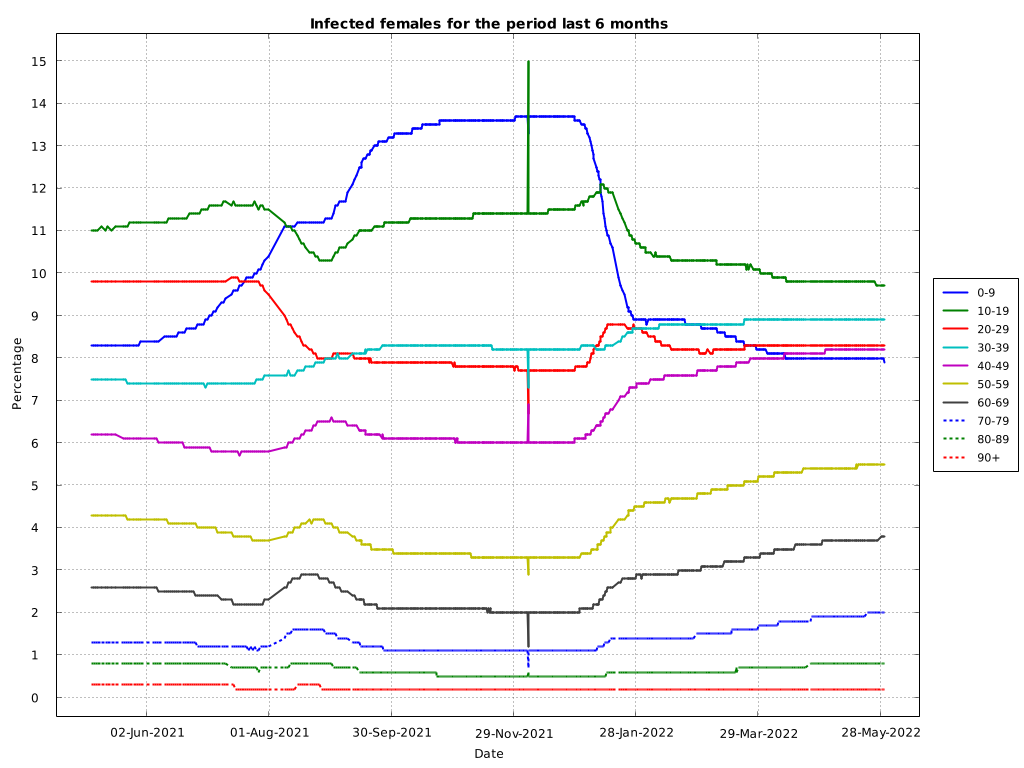 Infected females for the period last 6 months
Percentage
15
14
13
12
11
10
9
8
7
6
5
4
3
2
1
0
02-Jun-2021
01-Aug-2021
30-Sep-2021
29-Nov-2021
28-Jan-2022
29-Mar-2022
28-May-2022
Date
0-9
10-19
20-29
30-39
40-49
50-59
60-69
70-79
80-89
90+